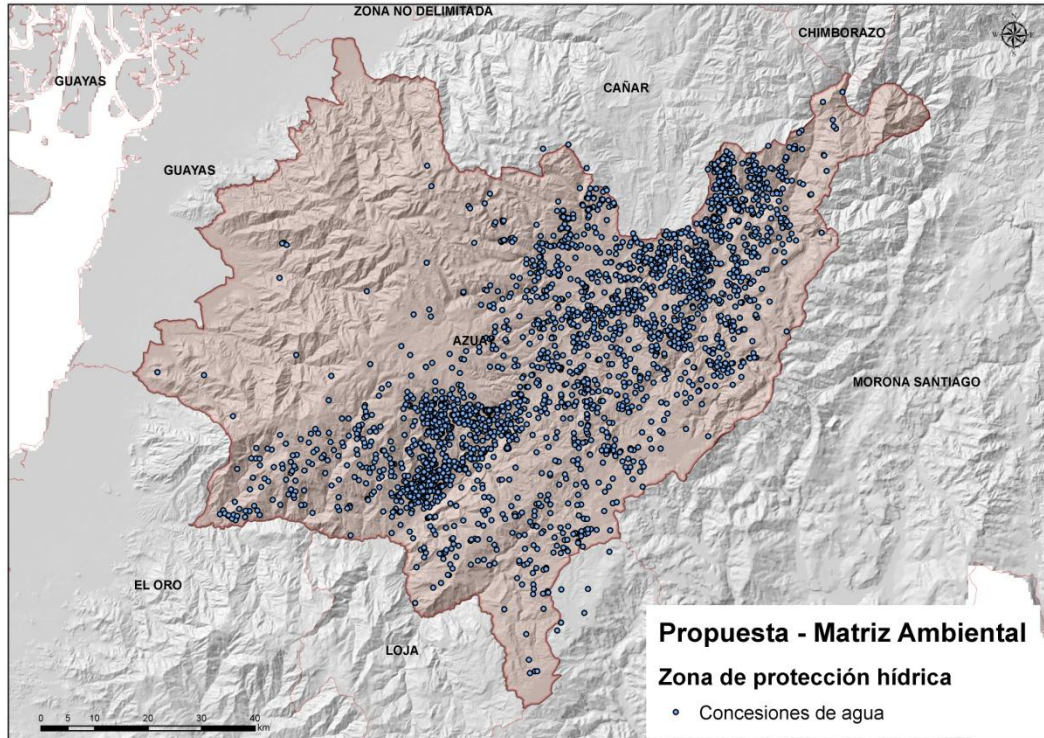 ZONA NO DELIMITADA
CHIMBORAZO
GUAYAS
CAÑAR
GUAYAS
AZUAY
MORONA SANTIAGO
EL ORO
LOJA
Propuesta - Matriz Ambiental
Zona de protección hídrica
Concesiones de agua
0 5 10 20 30 40
km
N
W E
S